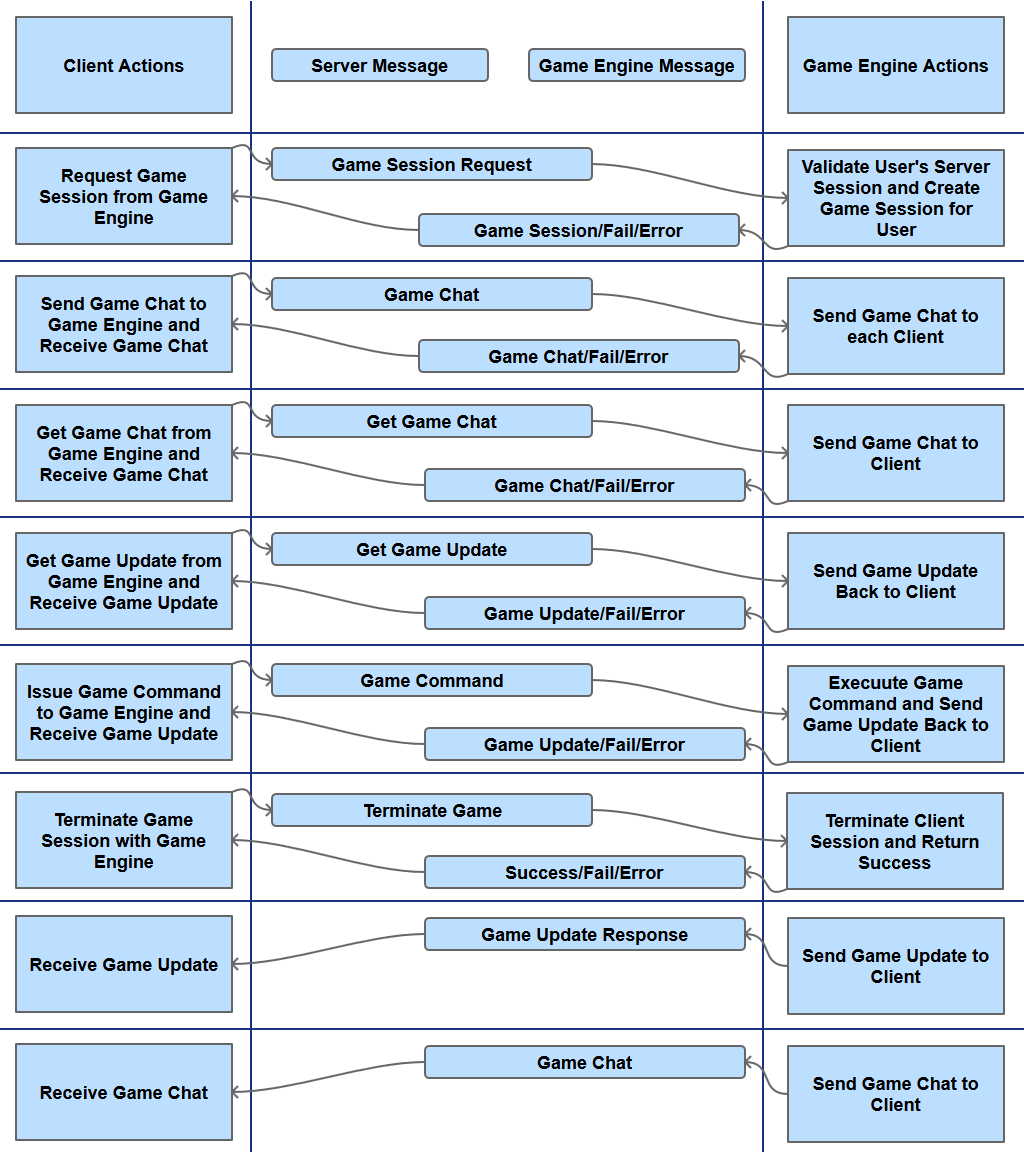 Client Actions
Server Message
Game Engine Message
Game Engine Actions
Request Game
Session from Game
Engine
Game Session Request
Game Session/Fail/Error
Validate User's Server
Session and Create
Game Session for
User
Send Game Chat to
Game Engine and
Receive Game Chat
Game Chat
Game Chat/Fail/Error
Send Game Chat to
each Client
Get Game Chat from
Game Engine and
Receive Game Chat
Get Game Chat
Game Chat/Fail/Error
Send Game Chat to
Client
Get Game Update from
Game Engine and
Receive Game Update
Get Game Update
Game Update/Fail/Error
Send Game Update
Back to Client
Issue Game Command
to Game Engine and
Receive Game Update
Game Command
Game Update/Fail/Error
Execuute Game
Command and Send
Game Update Back to
Client
Terminate Game
Session with Game
Engine
Terminate Game
Success/Fail/Error
Terminate Client
Session and Return
Success
Receive Game Update
Game Update Response
Send Game Update to
Client
Receive Game Chat
Game Chat
Send Game Chat to
Client